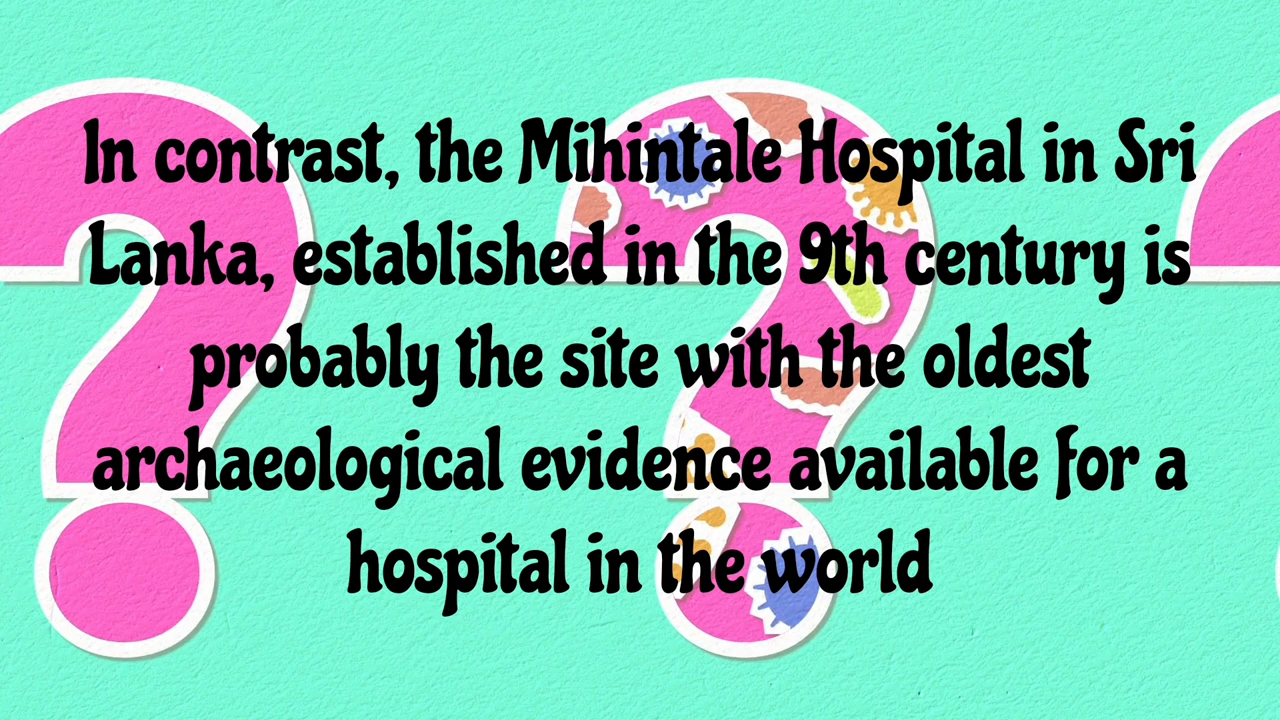 In contrast, the Mihintale Hospital in Sri
Lanka, established in the 9th century is
probably the site with the oldest
archaeological evidence available for a
hospital in the world